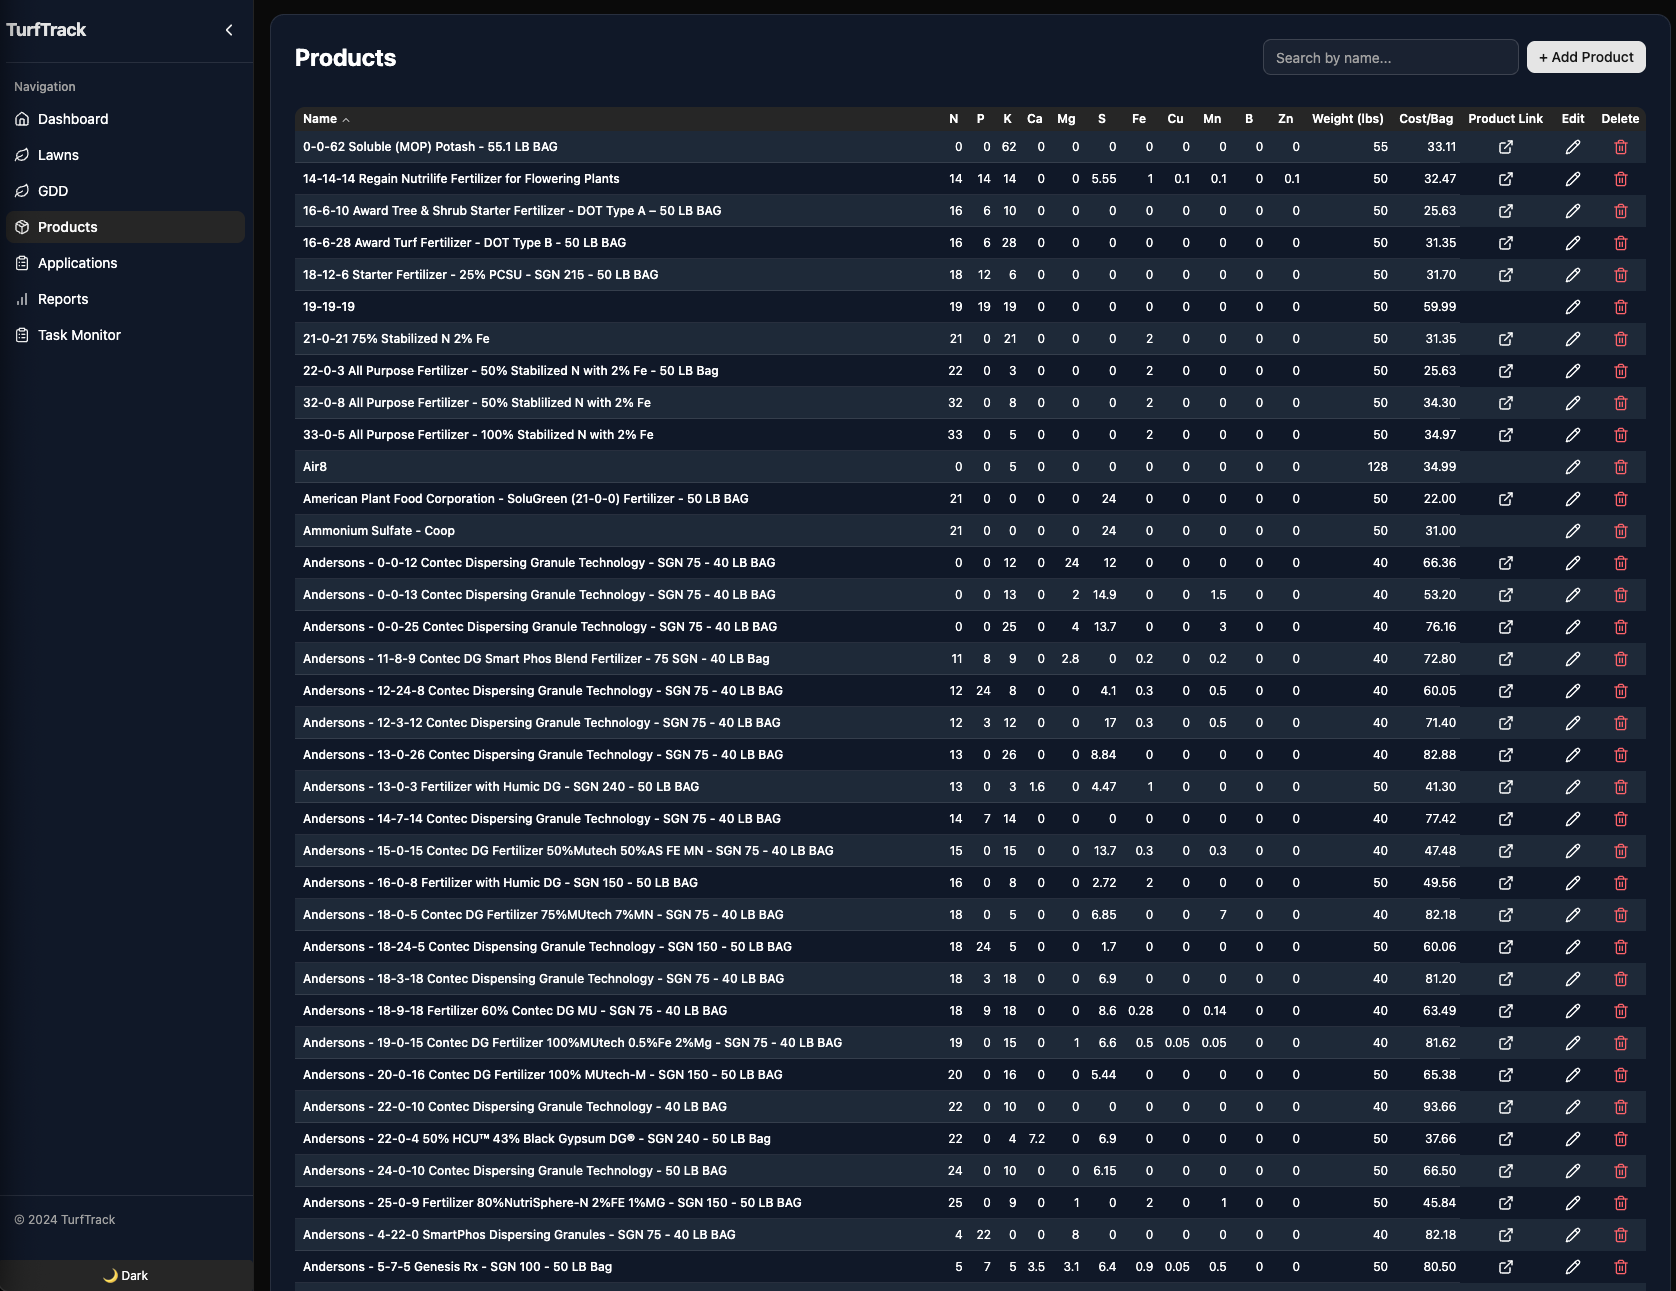 TurfTrack
Navigation
Dashboard
Lawns
GDD
Products
Applications
Reports
Task Monitor
© 2024 TurfTrack
🌙 Dark
Products
Search by name...
+ Add Product
Name N P K Ca Mg S Fe Cu Mn B Zn Weight (lbs) Cost/Bag Product Link Edit Delete
0-0-62 Soluble (MOP) Potash - 55.1 LB BAG 0 0 62 0 0 0 0 0 0 0 0 55 33.11
14-14-14 Regain Nutrilife Fertilizer for Flowering Plants 14 14 14 0 0 5.55 1 0.1 0.1 0 0.1 50 32.47
16-6-10 Award Tree & Shrub Starter Fertilizer - DOT Type A – 50 LB BAG 16 6 10 0 0 0 0 0 0 0 0 50 25.63
16-6-28 Award Turf Fertilizer - DOT Type B - 50 LB BAG 16 6 28 0 0 0 0 0 0 0 0 50 31.35
18-12-6 Starter Fertilizer - 25% PCSU - SGN 215 - 50 LB BAG 18 12 6 0 0 0 0 0 0 0 0 50 31.70
19-19-19 19 19 19 0 0 0 0 0 0 0 0 50 59.99
21-0-21 75% Stabilized N 2% Fe 21 0 21 0 0 0 2 0 0 0 0 50 31.35
22-0-3 All Purpose Fertilizer - 50% Stabilized N with 2% Fe - 50 LB Bag 22 0 3 0 0 0 2 0 0 0 0 50 25.63
32-0-8 All Purpose Fertilizer - 50% Stablilized N with 2% Fe 32 0 8 0 0 0 2 0 0 0 0 50 34.30
33-0-5 All Purpose Fertilizer - 100% Stabilized N with 2% Fe 33 0 5 0 0 0 2 0 0 0 0 50 34.97
Air8 0 0 5 0 0 0 0 0 0 0 0 128 34.99
American Plant Food Corporation - SoluGreen (21-0-0) Fertilizer - 50 LB BAG 21 0 0 0 0 24 0 0 0 0 0 50 22.00
Ammonium Sulfate - Coop 21 0 0 0 0 24 0 0 0 0 0 50 31.00
Andersons - 0-0-12 Contec Dispersing Granule Technology - SGN 75 - 40 LB BAG 0 0 12 0 24 12 0 0 0 0 0 40 66.36
Andersons - 0-0-13 Contec Dispersing Granule Technology - SGN 75 - 40 LB BAG 0 0 13 0 2 14.9 0 0 1.5 0 0 40 53.20
Andersons - 0-0-25 Contec Dispersing Granule Technology - SGN 75 - 40 LB BAG 0 0 25 0 4 13.7 0 0 3 0 0 40 76.16
Andersons - 11-8-9 Contec DG Smart Phos Blend Fertilizer - 75 SGN - 40 LB Bag 11 8 9 0 2.8 0 0.2 0 0.2 0 0 40 72.80
Andersons - 12-24-8 Contec Dispersing Granule Technology - SGN 75 - 40 LB BAG 12 24 8 0 0 4.1 0.3 0 0.5 0 0 40 60.05
Andersons - 12-3-12 Contec Dispersing Granule Technology - SGN 75 - 40 LB BAG 12 3 12 0 0 17 0.3 0 0.5 0 0 40 71.40
Andersons - 13-0-26 Contec Dispersing Granule Technology - SGN 75 - 40 LB BAG 13 0 26 0 0 8.84 0 0 0 0 0 40 82.88
Andersons - 13-0-3 Fertilizer with Humic DG - SGN 240 - 50 LB BAG 13 0 3 1.6 0 4.47 1 0 0 0 0 50 41.30
Andersons - 14-7-14 Contec Dispersing Granule Technology - SGN 75 - 40 LB BAG 14 7 14 0 0 0 0 0 0 0 0 40 77.42
Andersons - 15-0-15 Contec DG Fertilizer 50%Mutech 50%AS FE MN - SGN 75 - 40 LB BAG 15 0 15 0 0 13.7 0.3 0 0.3 0 0 40 47.48
Andersons - 16-0-8 Fertilizer with Humic DG - SGN 150 - 50 LB BAG 16 0 8 0 0 2.72 2 0 0 0 0 50 49.56
Andersons - 18-0-5 Contec DG Fertilizer 75%MUtech 7%MN - SGN 75 - 40 LB BAG 18 0 5 0 0 6.85 0 0 7 0 0 40 82.18
Andersons - 18-24-5 Contec Dispersing Granule Technology - SGN 150 - 50 LB BAG 18 24 5 0 0 1.7 0 0 0 0 0 50 60.06
Andersons - 18-3-18 Contec Dispensing Granule Technology - SGN 75 - 40 LB BAG 18 3 18 0 0 6.9 0 0 0 0 0 40 81.20
Andersons - 18-9-18 Fertilizer 60% Contec DG MU - SGN 75 - 40 LB BAG 18 9 18 0 0 8.6 0.28 0 0.14 0 0 40 63.49
Andersons - 19-0-15 Contec DG Fertilizer 100%MUtech 0.5%Fe 2%Mg - SGN 75 - 40 LB BAG 19 0 15 0 1 6.6 0.5 0.05 0.05 0 0 40 81.62
Andersons - 20-0-16 Contec DG Fertilizer 100% MUtech-M - SGN 150 - 50 LB BAG 20 0 16 0 0 5.44 0 0 0 0 0 50 65.38
Andersons - 22-0-10 Contec Dispersing Granule Technology - 40 LB BAG 22 0 10 0 0 0 0 0 0 0 0 40 93.66
Andersons - 22-0-4 50% HCU™ 43% Black Gypsum DG® - SGN 240 - 50 LB Bag 22 0 4 7.2 0 6.9 0 0 0 0 0 50 37.66
Andersons - 24-0-10 Contec Dispersing Granule Technology - 50 LB BAG 24 0 10 0 0 6.15 0 0 0 0 0 50 66.50
Andersons - 25-0-9 Fertilizer 80%NutriSphere-N 2%FE 1%MG - SGN 150 - 50 LB BAG 25 0 9 0 1 0 2 0 1 0 0 50 45.84
Andersons - 4-22-0 SmartPhos Dispersing Granules - SGN 75 - 40 LB BAG 4 22 0 0 8 0 0 0 0 0 0 40 82.18
Andersons - 5-7-5 Genesis Rx - SGN 100 - 50 LB Bag 5 7 5 3.5 3.1 6.4 0.9 0.05 0.5 0 0 50 80.50